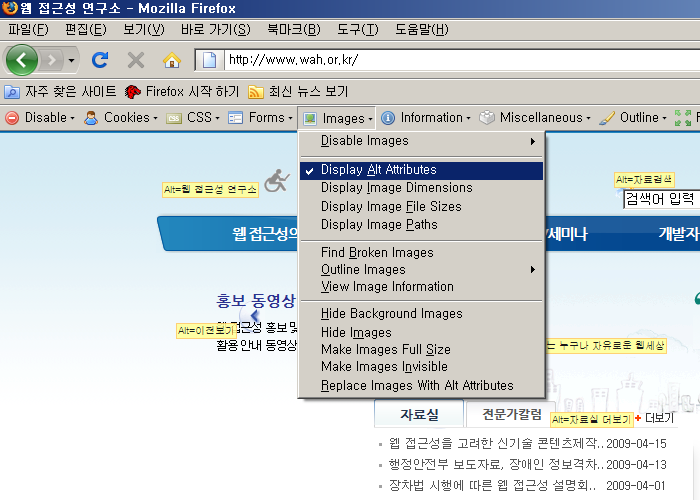 웹 접근성 연구소 - Mozilla Firefox
파일(F) 편집(E) 보기(V) 바로 가기(S) 북마크(B) 도구(T) 도움말(H)
http://www.wah.or.kr/
자주 찾은 사이트 Firefox 시작 하기 최신 뉴스 보기
Disable Cookies CSS Forms Images Information Miscellaneous Outline
Disable Images
Display Alt Attributes
Display Image Dimensions
Display Image File Sizes
Display Image Paths
Find Broken Images
Outline Images
View Image Information
Hide Background Images
Hide Images
Make Images Full Size
Make Images Invisible
Replace Images With Alt Attributes
Alt=웹 접근성 연구소
Alt=자료검색
검색어 입력
웹 접근성의
/세미나
개발자
홍보 동영상
Alt=이전보기
접근성 홍보 및
활용 안내 동영상
누구나 자유로운 웹세상
자료실 전문가칼럼 Alt=자료실 더보기 더보기
웹 접근성을 고려한 신기술 콘텐츠제작.. 2009-04-15
행정안전부 보도자료, 장애인 정보격차.. 2009-04-13
장차법 시행에 따른 웹 접근성 설명회.. 2009-04-01